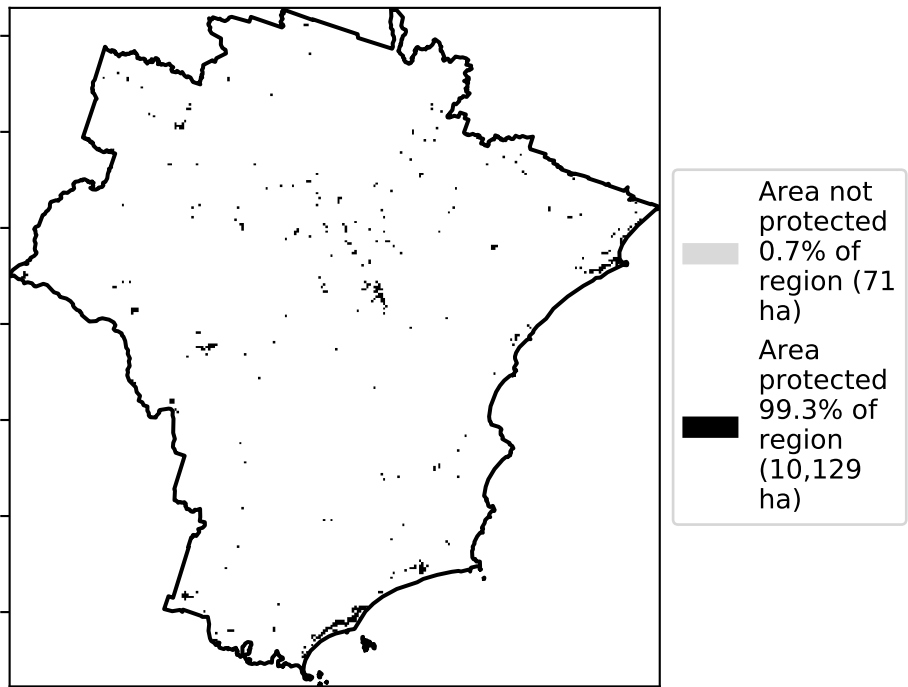 Area not
protected
0.7% of
region (71
ha)
Area
protected
99.3% of
region
(10,129
ha)